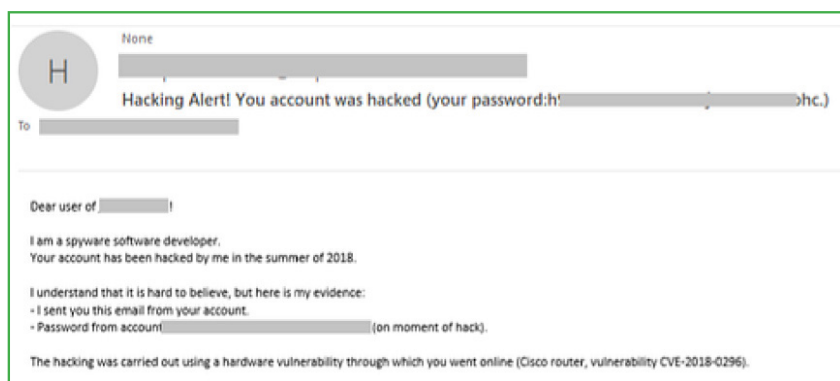 None
H
Hacking Alert! You account was hacked (your password:h
To
Dear user of !
I am a spyware software developer.
Your account has been hacked by me in the summer of 2018.
I understand that it is hard to believe, but here is my evidence:
- I sent you this email from your account.
- Password from account (on moment of hack).
The hacking was carried out using a hardware vulnerability through which you went online (Cisco router, vulnerability CVE-2018-0296).